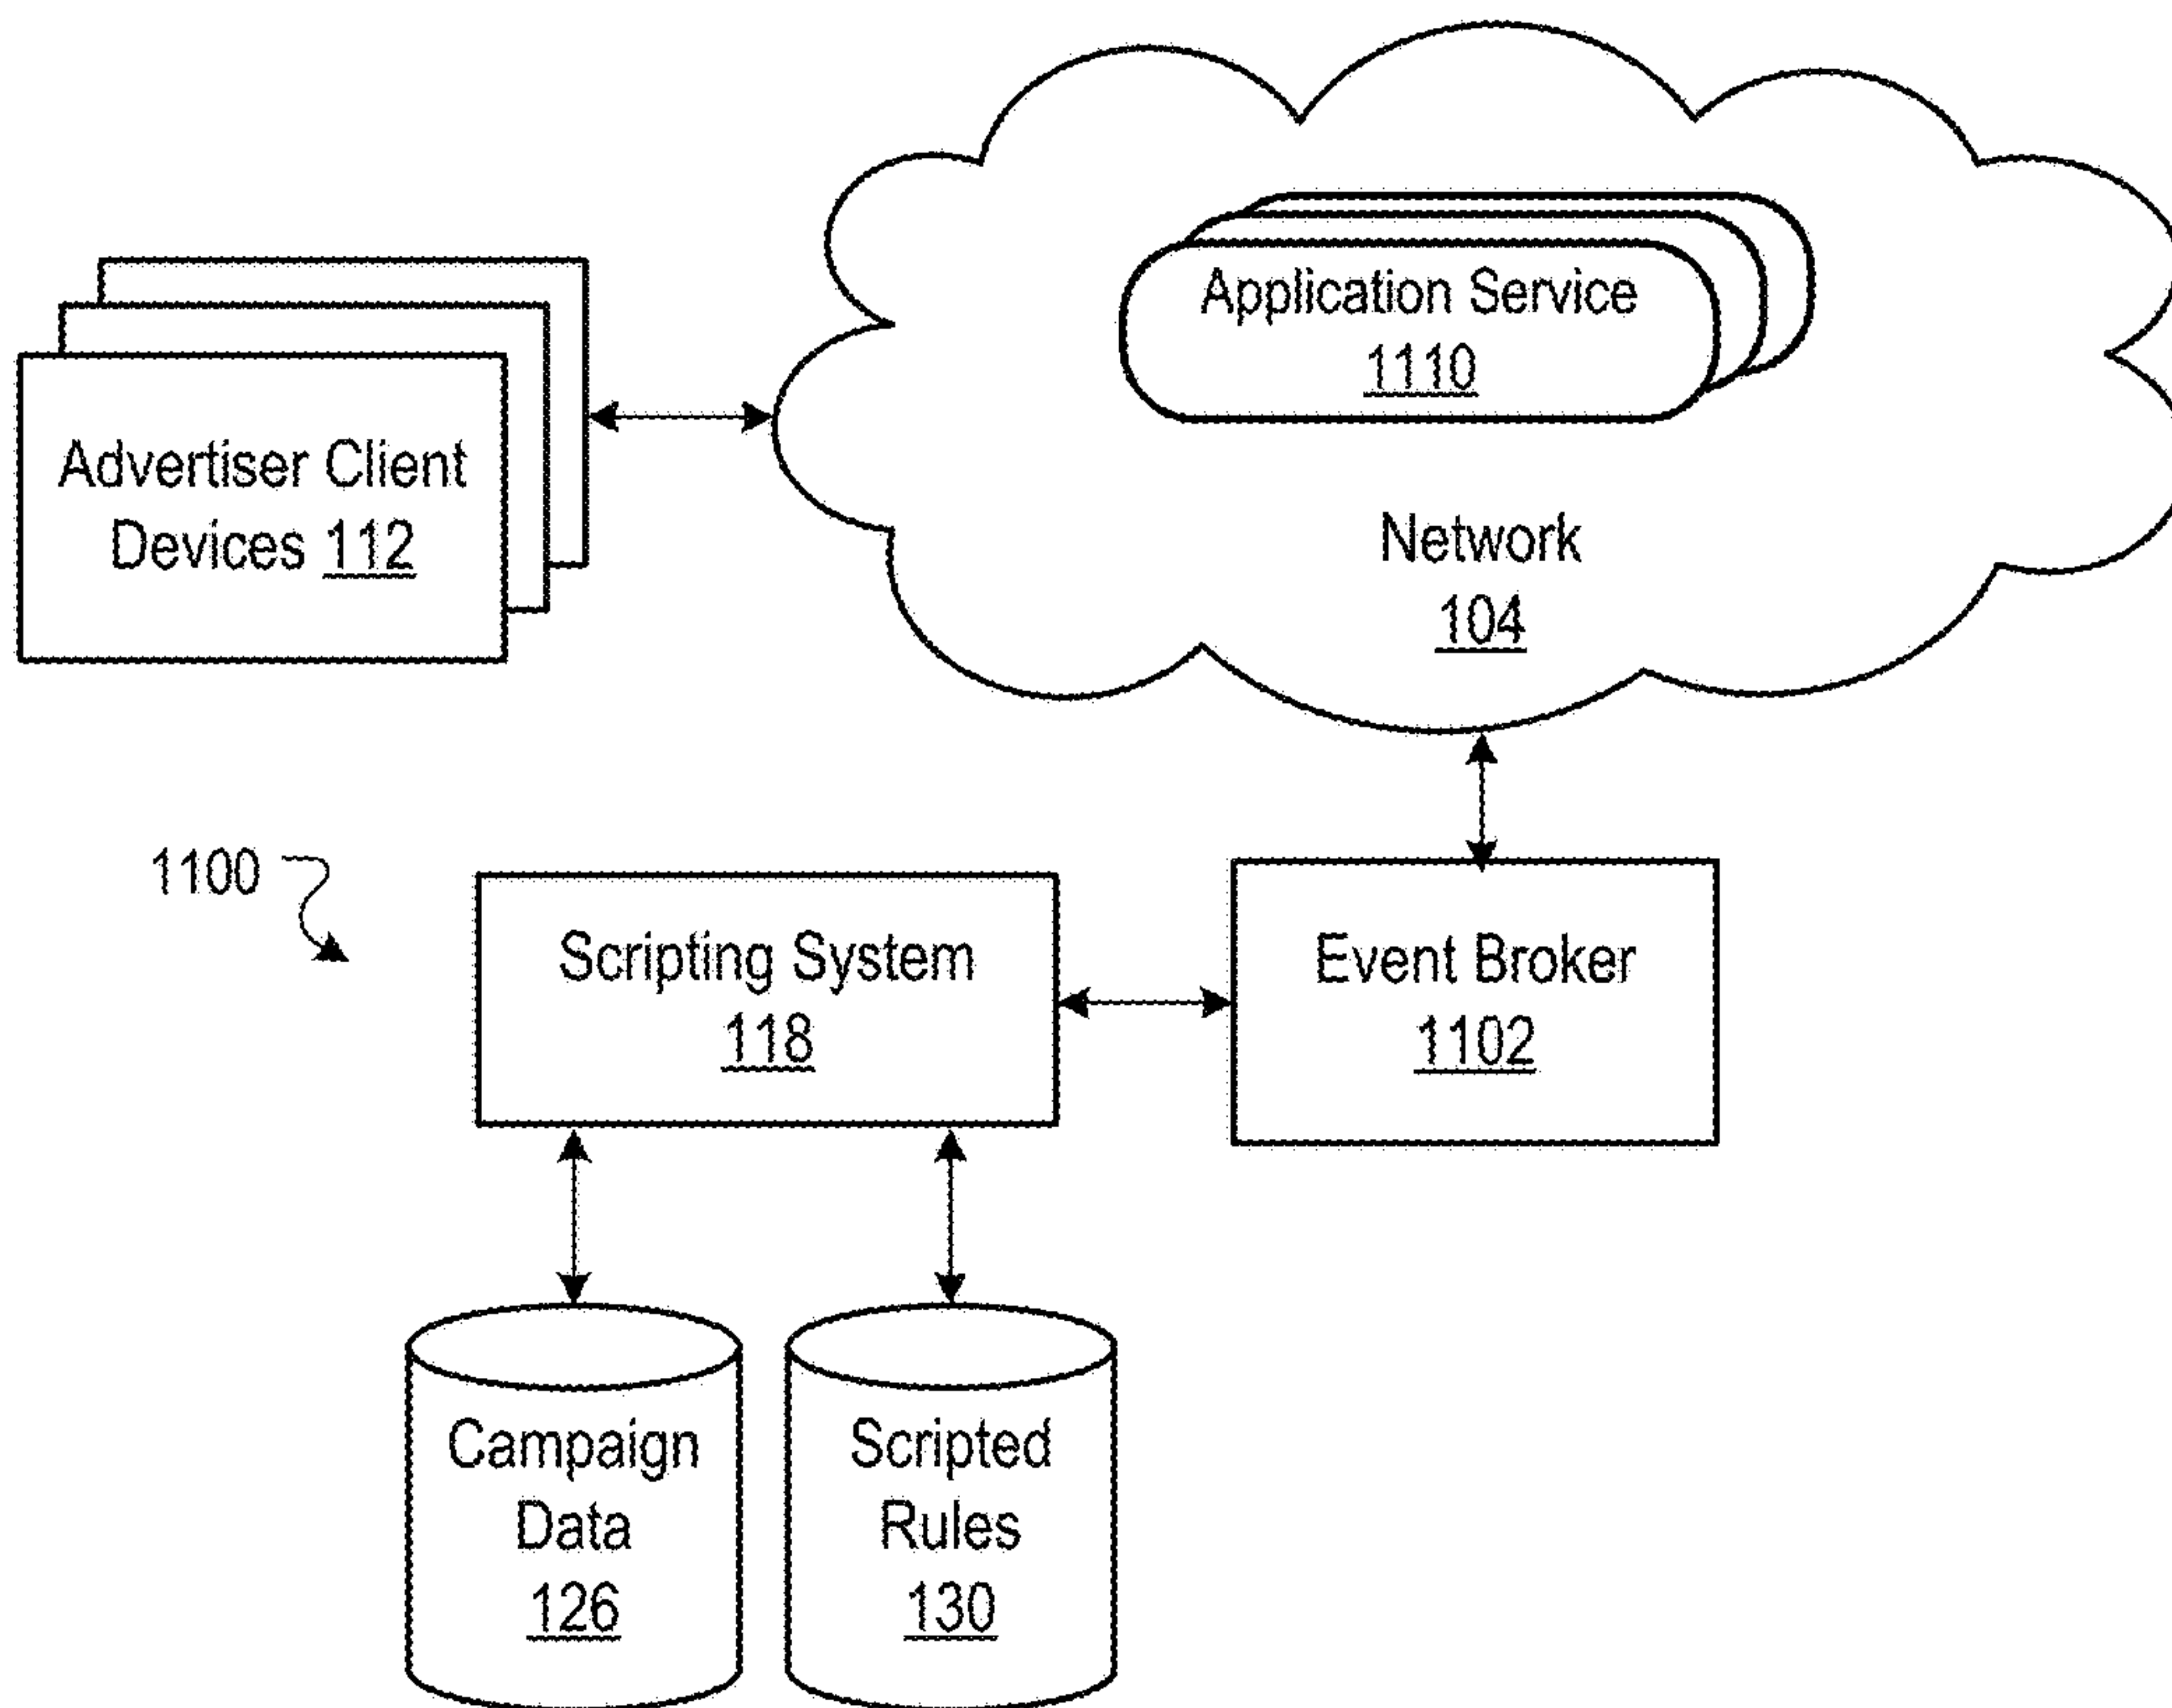 Application Service
1110
Advertiser Client
Devices 112
Network
104
1100
Scripting System
118
Event Broker
1102
Campaign
Data
126
Scripted
Rules
130